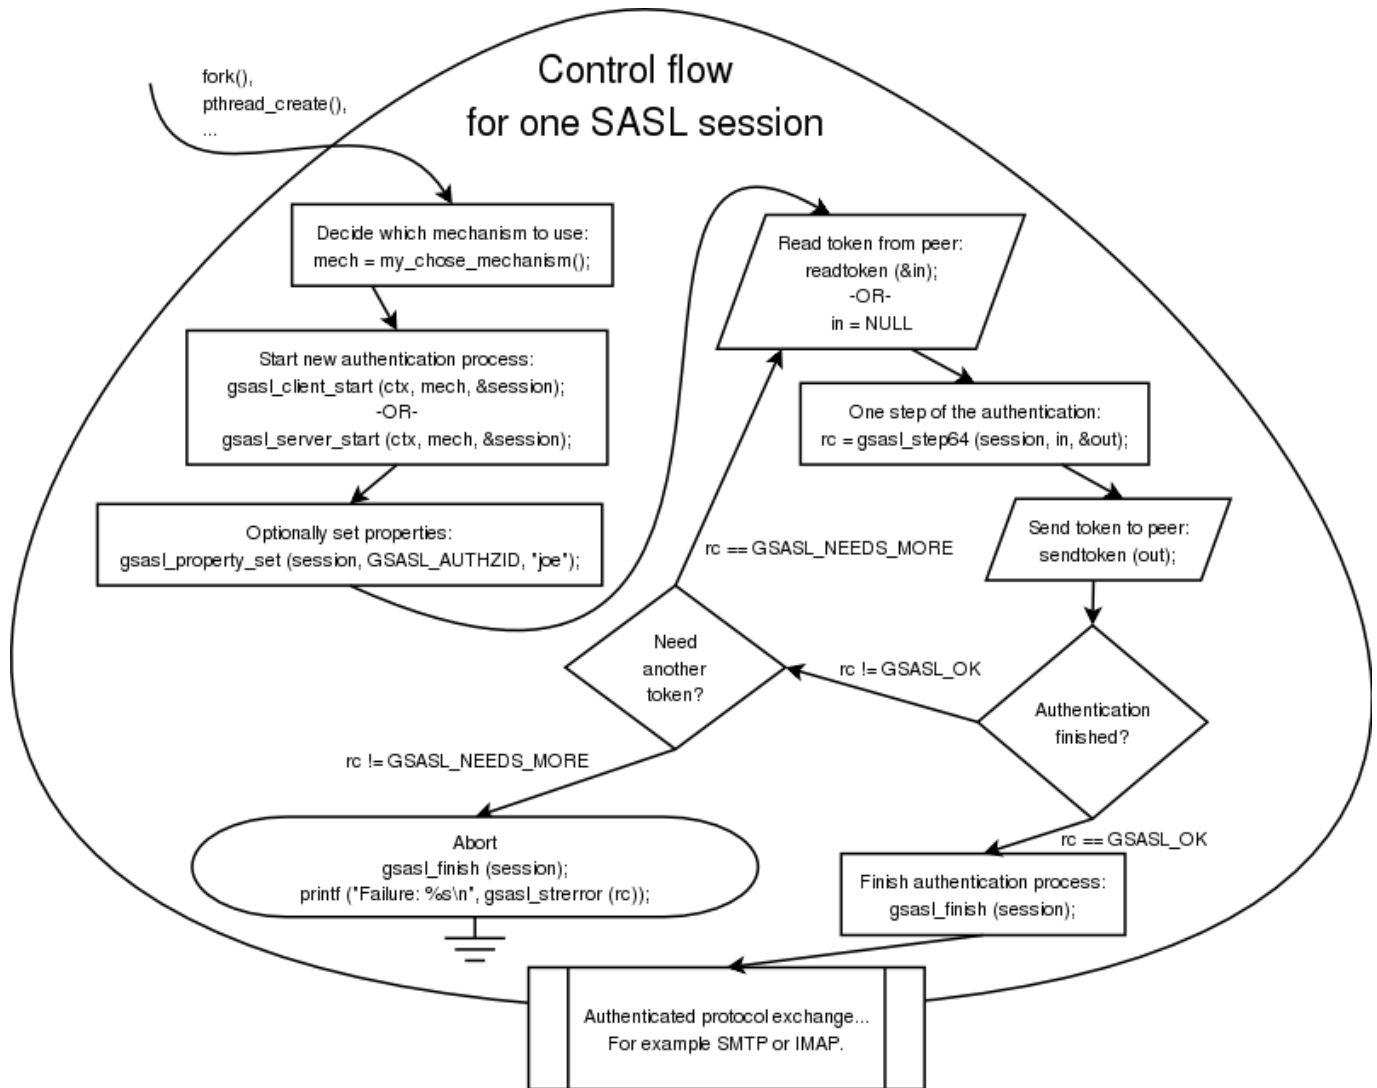 Control flow
for one SASL session
fork(),
pthread_create(),
...
Decide which mechanism to use:
mech = my_chose_mechanism();
Start new authentication process:
gsasl_client_start (ctx, mech, &session);
-OR-
gsasl_server_start (ctx, mech, &session);
Optionally set properties:
gsasl_property_set (session, GSASL_AUTHZID, "joe");
Read token from peer:
readtoken (&in);
-OR-
in = NULL
One step of the authentication:
rc = gsasl_step64 (session, in, &out);
Send token to peer:
sendtoken (out);
Authentication
finished?
rc != GSASL_OK
Need
another
token?
rc == GSASL_NEEDS_MORE
rc != GSASL_NEEDS_MORE
Abort
gsasl_finish (session);
printf ("Failure: %s\n", gsasl_strerror (rc));
rc == GSASL_OK
Finish authentication process:
gsasl_finish (session);
Authenticated protocol exchange...
For example SMTP or IMAP.